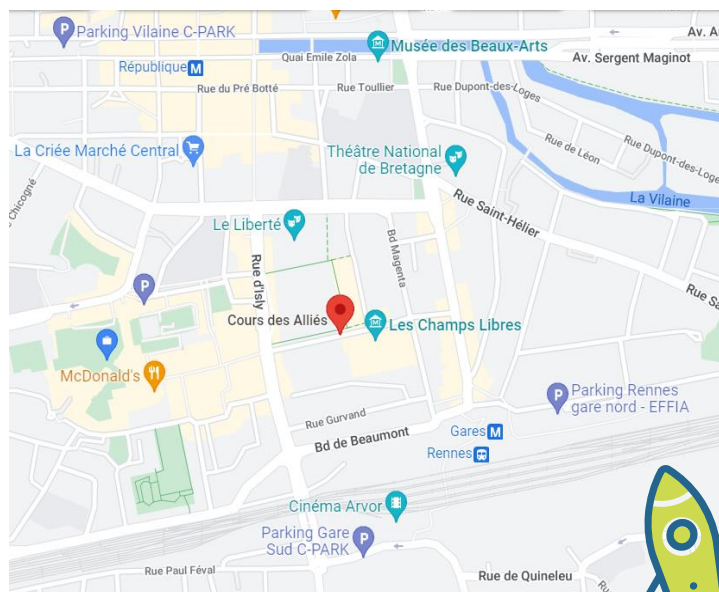 Parking Vilaine C-PARK
Musée des Beaux-Arts
Av. A
Quai Emile Zola
Av. Sergent Maginot
République M
Rue du Pré Botté
Rue Toullier
Rue Dupont-des-Loges
La Criée Marché Central
Théâtre National
de Bretagne
Rue de Léon
Rue Dupont-des-Loges
Chicogné
La Vilaine
Rue Saint-Hélier
Le Liberté
Bd Magenta
Rue d'Isly
Rue Sa
P
Cours des Alliés
Les Champs Libres
McDonald's
Parking Rennes
gare nord - EFFIA
Rue Gurvand
Bd de Beaumont
Gares M
Rennes
Cinéma Arvor
Parking Gare
Sud C-PARK
Rue Paul Féval
Rue de Quineleu